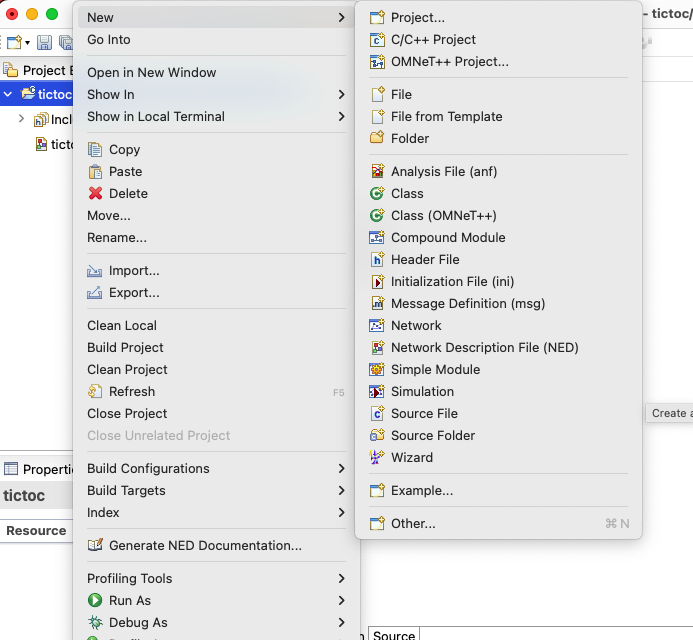 - tictoc/
Project E
tictoc
Incl
ticto
Properti
tictoc
Resource
New
Go Into
Open in New Window
Show In
Show in Local Terminal
Copy
Paste
Delete
Move...
Rename...
Import...
Export...
Clean Local
Build Project
Clean Project
Refresh F5
Close Project
Close Unrelated Project
Build Configurations
Build Targets
Index
Generate NED Documentation...
Profiling Tools
Run As
Debug As
Project...
C/C++ Project
OMNeT++ Project...
File
File from Template
Folder
Analysis File (anf)
Class
Class (OMNeT++)
Compound Module
Header File
Initialization File (ini)
Message Definition (msg)
Network
Network Description File (NED)
Simple Module
Simulation
Source File
Source Folder
Wizard
Example...
Other... ⌘N
Create a
Source